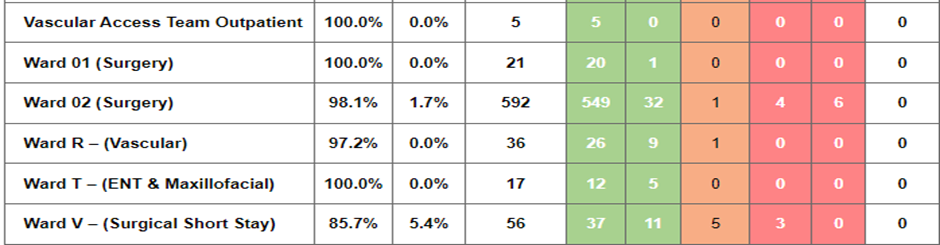 Vascular Access Team Outpatient 100.0% 0.0% 5 5 0 0 0 0 0
Ward 01 (Surgery) 100.0% 0.0% 21 20 1 0 0 0 0
Ward 02 (Surgery) 98.1% 1.7% 592 549 32 1 4 6 0
Ward R – (Vascular) 97.2% 0.0% 36 26 9 1 0 0 0
Ward T – (ENT & Maxillofacial) 100.0% 0.0% 17 12 5 0 0 0 0
Ward V – (Surgical Short Stay) 85.7% 5.4% 56 37 11 5 3 0 0